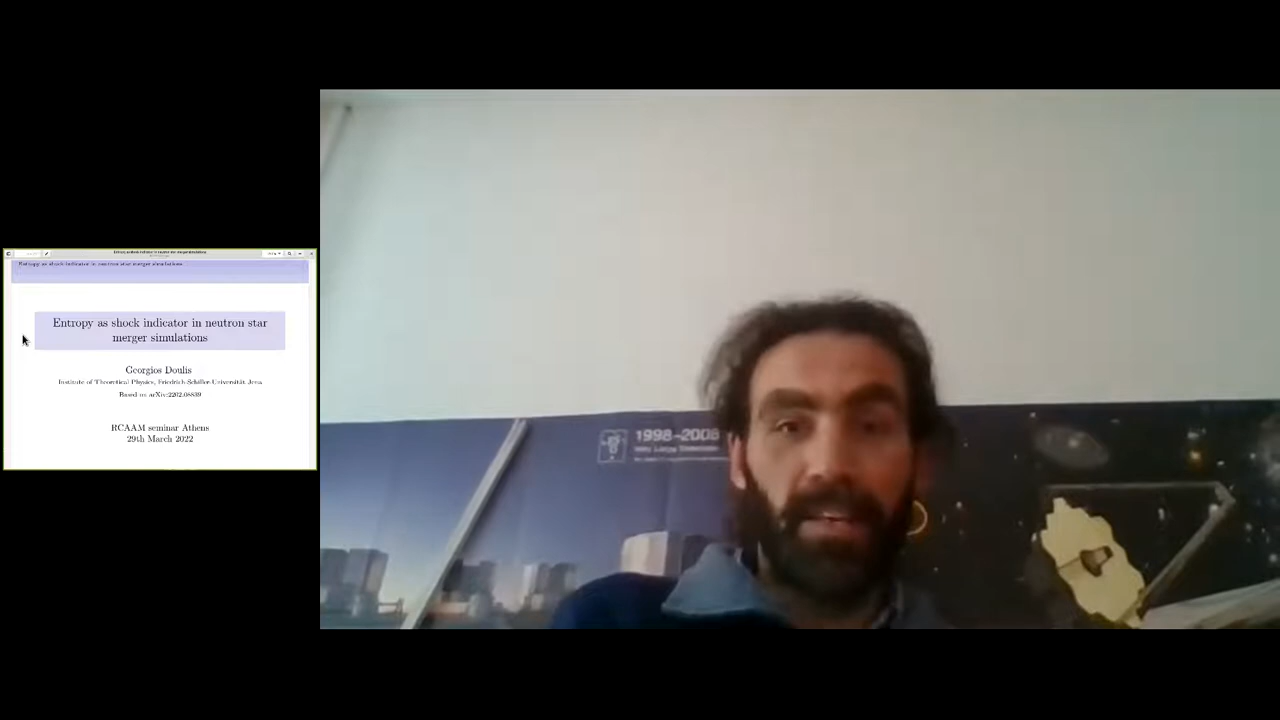 Entropy as shock indicator in neutron star merger simulations
Entropy as shock indicator in neutron star
merger simulations
Georgios Doulis
Institute of Theoretical Physics, Friedrich-Schiller-Universität Jena
Based on arXiv:2202.08839
RCAAM seminar Athens
29th March 2022
1998–2008